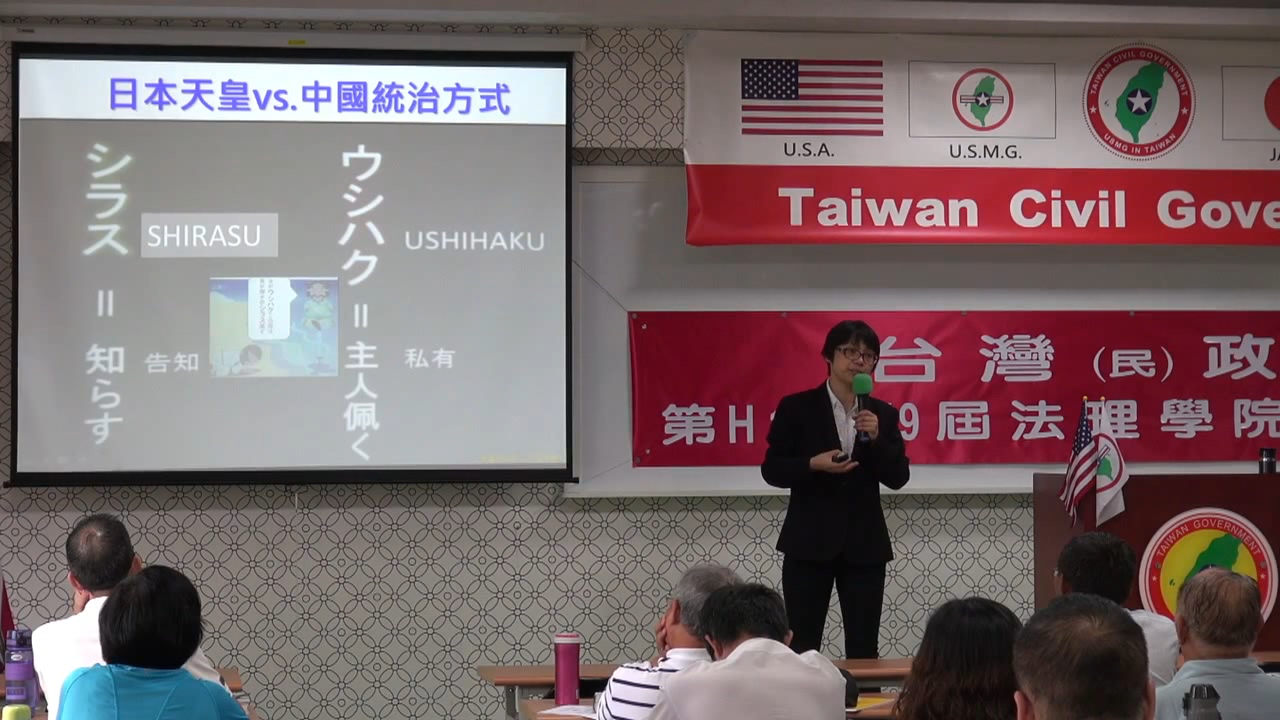 日本天皇vs.中國統治方式
シラス = 知らす
SHIRASU
告知
ウシハク = 主人佩く
USHIHAKU
私有
U.S.A.
U.S.M.G.
TAIWAN CIVIL GOVERNMENT
USMG IN TAIWAN
JA
Taiwan Civil Gove
台灣(民)政
第H 9屆法理學院
TAIWAN GOVERNMENT